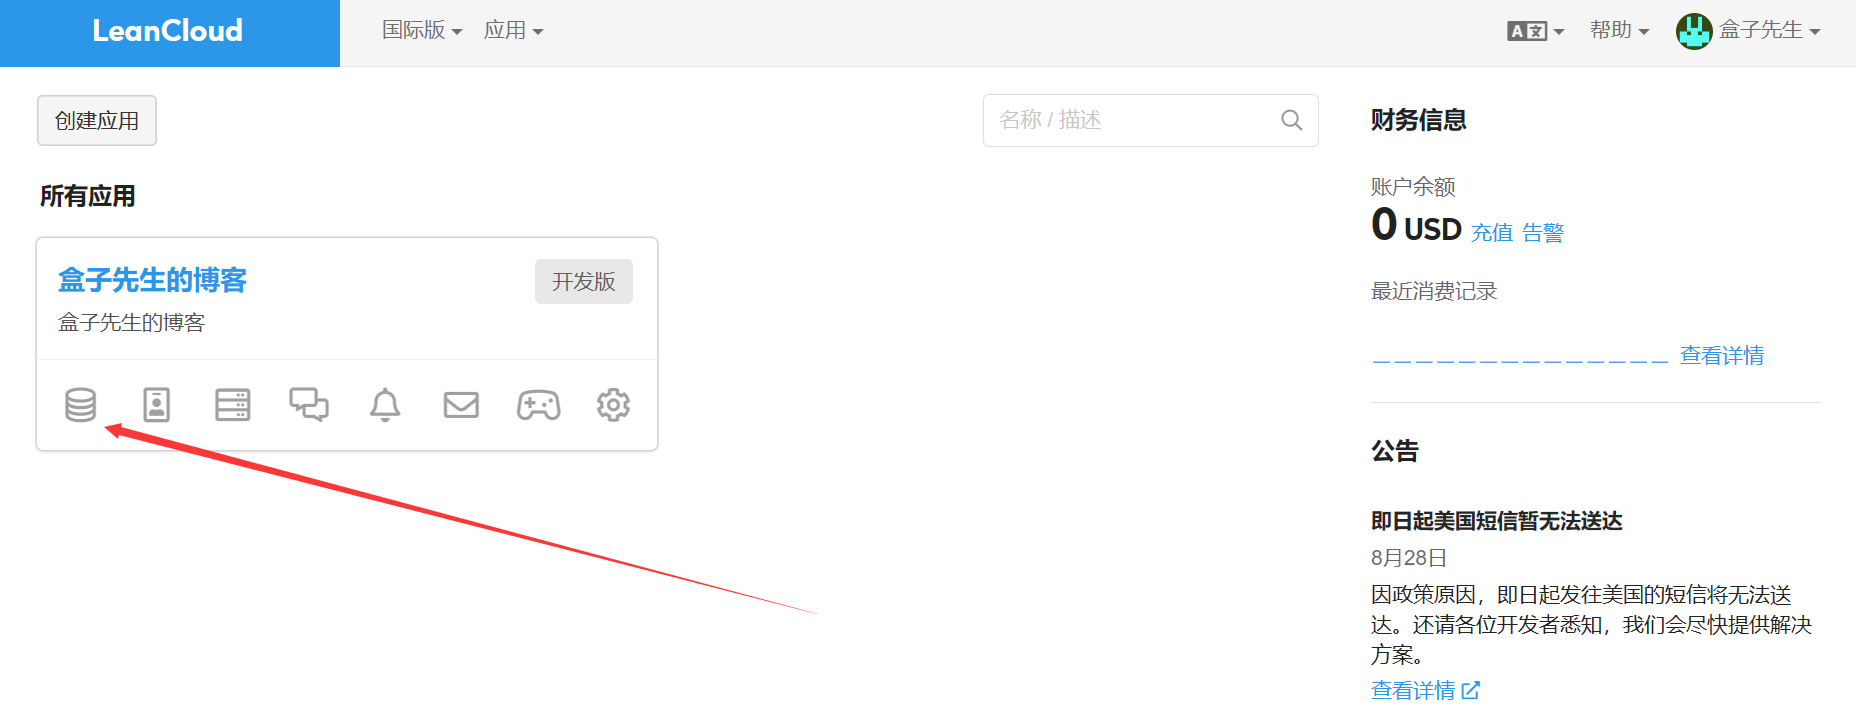 LeanCloud
国际版
应用
A文
帮助
盒子先生
创建应用
名称 / 描述
所有应用
盒子先生的博客
开发版
盒子先生的博客
财务信息
账户余额
0 USD 充值 告警
最近消费记录
查看详情
公告
即日起美国短信暂无法送达
8月28日
因政策原因，即日起发往美国的短信将无法送
达。还请各位开发者悉知，我们会尽快提供解决
方案。
查看详情